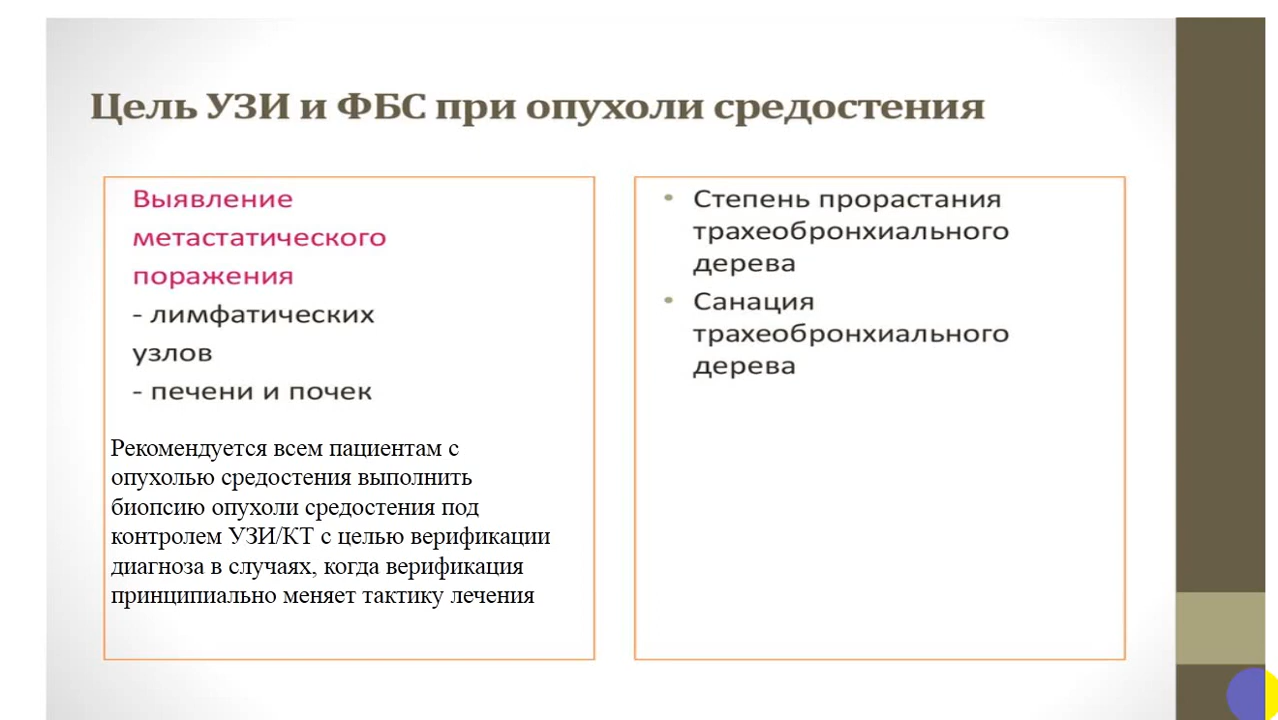 Цель УЗИ и ФБС при опухоли средостения
Выявление
метастатического
поражения
- лимфатических
узлов
- печени и почек
Рекомендуется всем пациентам с
опухолью средостения выполнить
биопсию опухоли средостения под
контролем УЗИ/КТ с целью верификации
диагноза в случаях, когда верификация
принципиально меняет тактику лечения
• Степень прорастания
трахеобронхиального
дерева
• Санация
трахеобронхиального
дерева